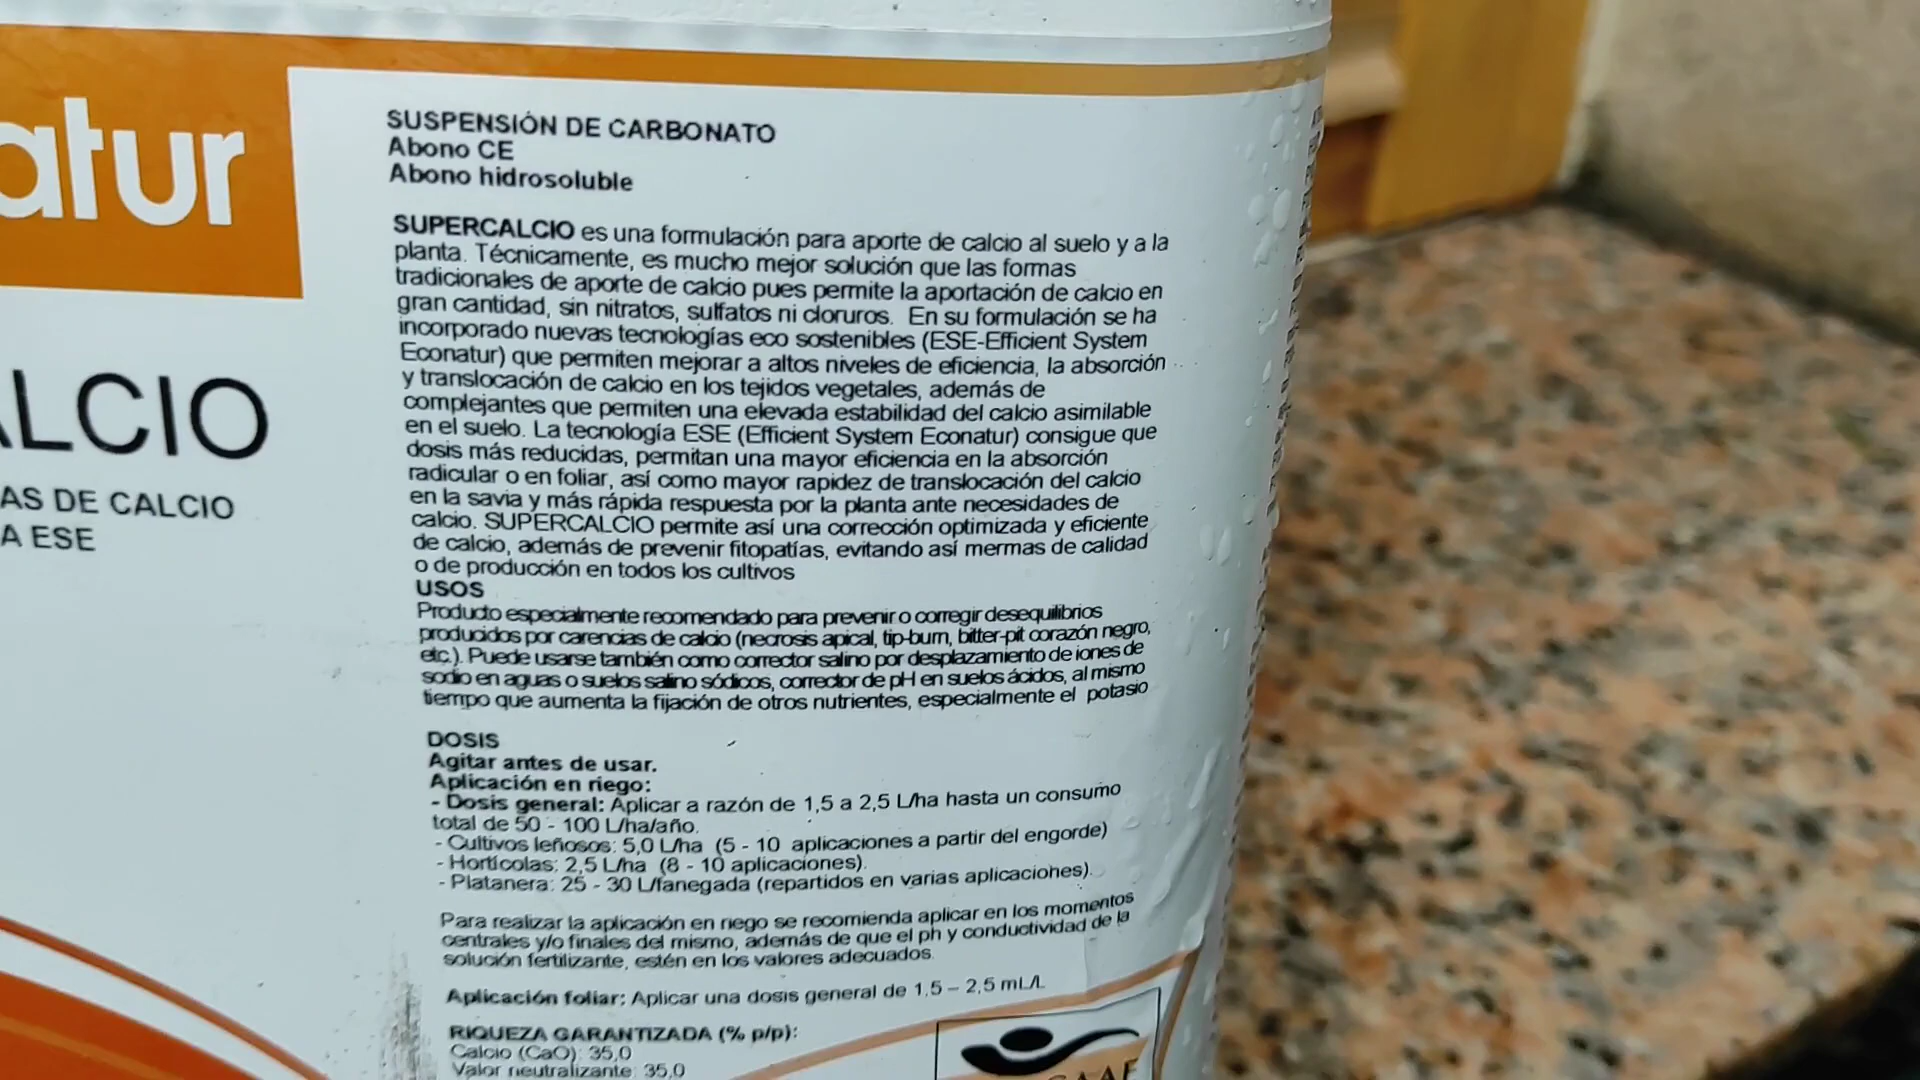 atur
LCIO
AS DE CALCIO
A ESE
SUSPENSIÓN DE CARBONATO
Abono CE
Abono hidrosoluble
SUPERCALCIO es una formulación para aporte de calcio al suelo y a la
planta. Técnicamente, es mucho mejor solución que las formas
tradicionales de aporte de calcio pues permite la aportación de calcio en
gran cantidad, sin nitratos, sulfatos ni cloruros. En su formulación se ha
incorporado nuevas tecnologías eco sostenibles (ESE-Efficient System
Econatur) que permiten mejorar a altos niveles de eficiencia, la absorción
y translocación de calcio en los tejidos vegetales, además de
complejantes que permiten una elevada estabilidad del calcio asimilable
en el suelo. La tecnología ESE (Efficient System Econatur) consigue que
dosis más reducidas, permitan una mayor eficiencia en la absorción
radicular o en foliar, así como mayor rapidez de translocación del calcio
en la savia y más rápida respuesta por la planta ante necesidades de
calcio. SUPERCALCIO permite así una corrección optimizada y eficiente
de calcio, además de prevenir fitopatías, evitando así mermas de calidad
o de producción en todos los cultivos
USOS
Producto especialmente recomendado para prevenir o corregir desequilibrios
producidos por carencias de calcio (necrosis apical, tip-burn, bitter-pit corazón negro,
etc.). Puede usarse también como corrector salino por desplazamiento de iones de
sodio en aguas o suelos salino sódicos, corrector de pH en suelos ácidos, al mismo
tiempo que aumenta la fijación de otros nutrientes, especialmente el potasio
DOSIS
Agitar antes de usar.
Aplicación en riego:
- Dosis general: Aplicar a razón de 1,5 a 2,5 L/ha hasta un consumo
total de 50 - 100 L/ha/año.
- Cultivos leñosos: 5,0 L/ha (5 - 10 aplicaciones a partir del engorde)
- Hortícolas: 2,5 L/ha (8 - 10 aplicaciones).
- Platanera: 25 - 30 L/fanegada (repartidos en varias aplicaciones).
Para realizar la aplicación en riego se recomienda aplicar en los momentos
centrales y/o finales del mismo, además de que el ph y conductividad de la
solución fertilizante, estén en los valores adecuados.
Aplicación foliar: Aplicar una dosis general de 1,5 – 2,5 mL/L
RIQUEZA GARANTIZADA (% p/p):
Calcio (CaO): 35,0
Valor neutralizante: 35,0